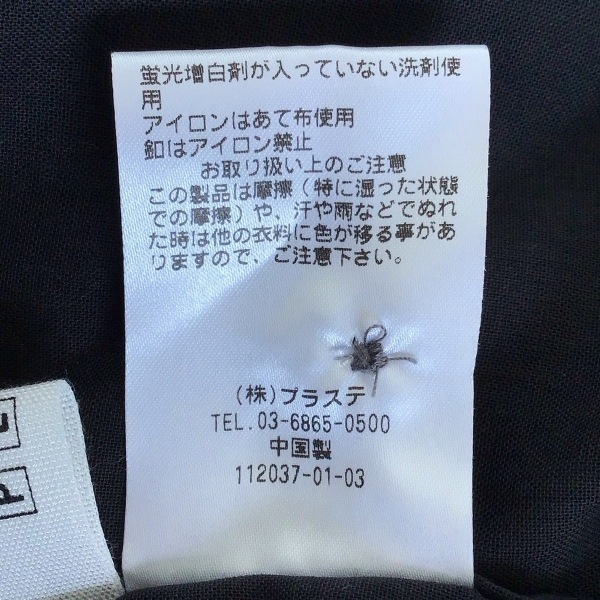 蛍光増白剤が入っていない洗剤使
用
アイロンはあて布使用
釦はアイロン禁止
お取り扱い上のご注意
この製品は摩擦（特に湿った状態
での摩擦）や、汗や雨などでぬれ
た時は他の衣料に色が移る事があ
りますので、ご注意下さい。
(株)プラステ
TEL.03-6865-0500
中国製
112037-01-03
P